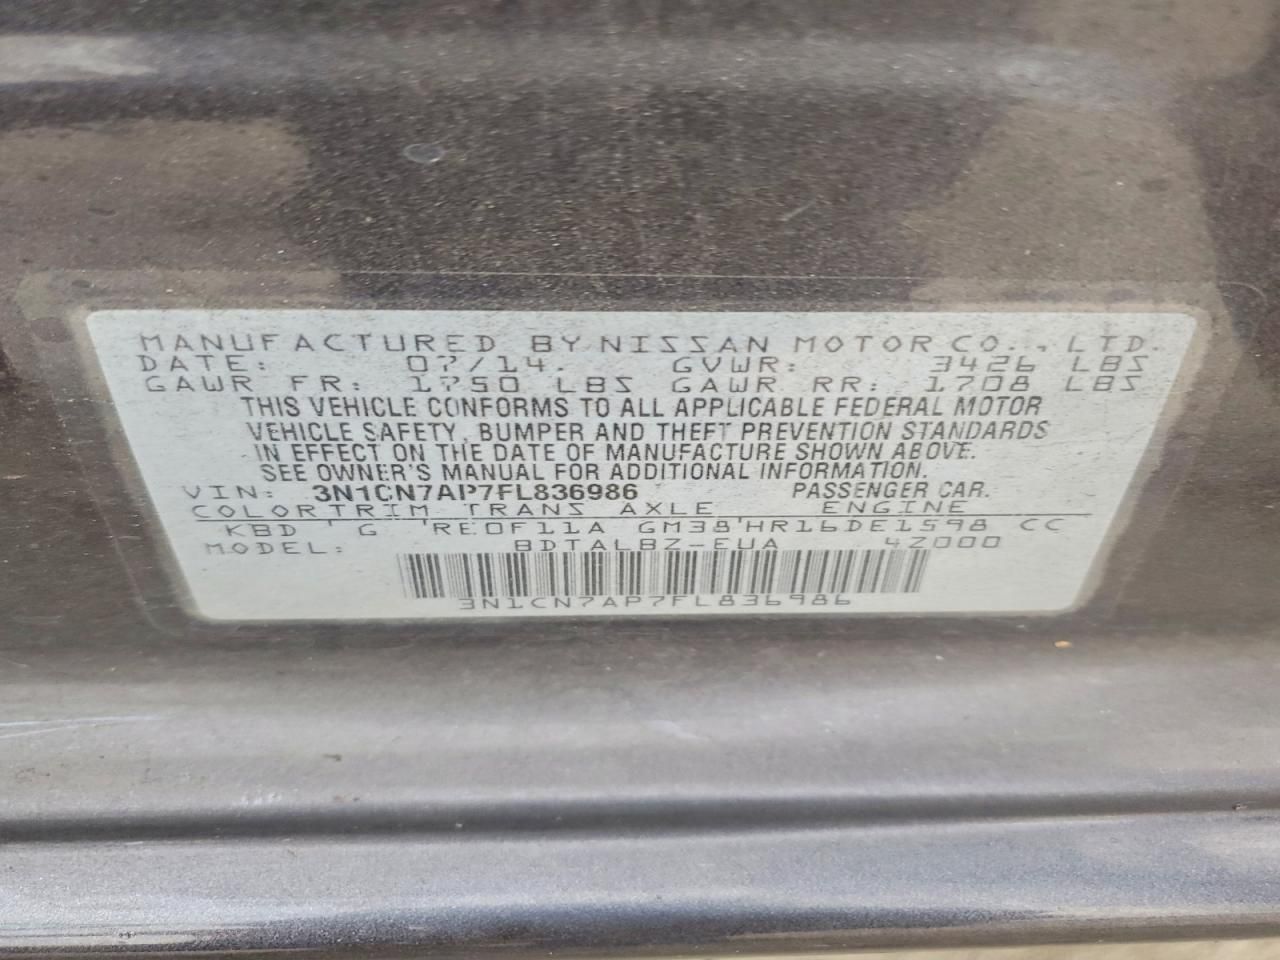 MANUFACTURED BY NISSAN MOTOR CO., LTD.
DATE: 07/14. GVWR: 3426 LBS
GAWR FR: 1750 LBS GAWR RR: 1708 LBS
THIS VEHICLE CONFORMS TO ALL APPLICABLE FEDERAL MOTOR
VEHICLE SAFETY, BUMPER AND THEFT PREVENTION STANDARDS
IN EFFECT ON THE DATE OF MANUFACTURE SHOWN ABOVE.
SEE OWNER'S MANUAL FOR ADDITIONAL INFORMATION.
VIN: 3N1CN7AP7FL836986 PASSENGER CAR.
COLOR TRIM TRANS AXLE ENGINE
KBD G RE0F11A GM38 HR16DE1598 CC
MODEL: BDTALBZ-EUA 4Z000
3N1CN7AP7FL836986